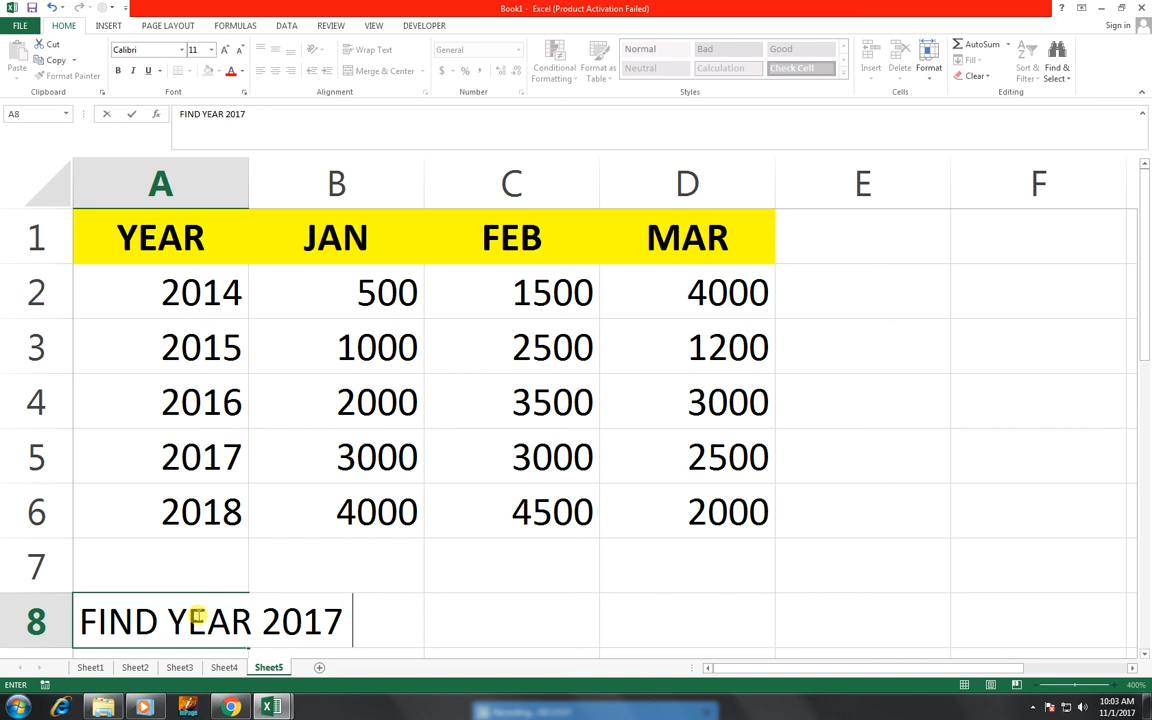 Book1 - Excel (Product Activation Failed)
FILE HOME INSERT PAGE LAYOUT FORMULAS DATA REVIEW VIEW DEVELOPER Sign in
Paste Cut Copy Format Painter Clipboard
Calibri 11 A A B I U A Font
Wrap Text Merge & Center Alignment
General $ % , Number
Conditional Formatting Format as Table Normal Bad Good Neutral Calculation Check Cell Styles
Insert Delete Format Cells
AutoSum Fill Clear Sort & Filter Find & Select Editing
A8 fx FIND YEAR 2017
A B C D E F
1 YEAR JAN FEB MAR
2 2014 500 1500 4000
3 2015 1000 2500 1200
4 2016 2000 3500 3000
5 2017 3000 3000 2500
6 2018 4000 4500 2000
7
8 FIND YEAR 2017
Sheet1 Sheet2 Sheet3 Sheet4 Sheet5
ENTER 400%
10:03 AM
11/1/2017